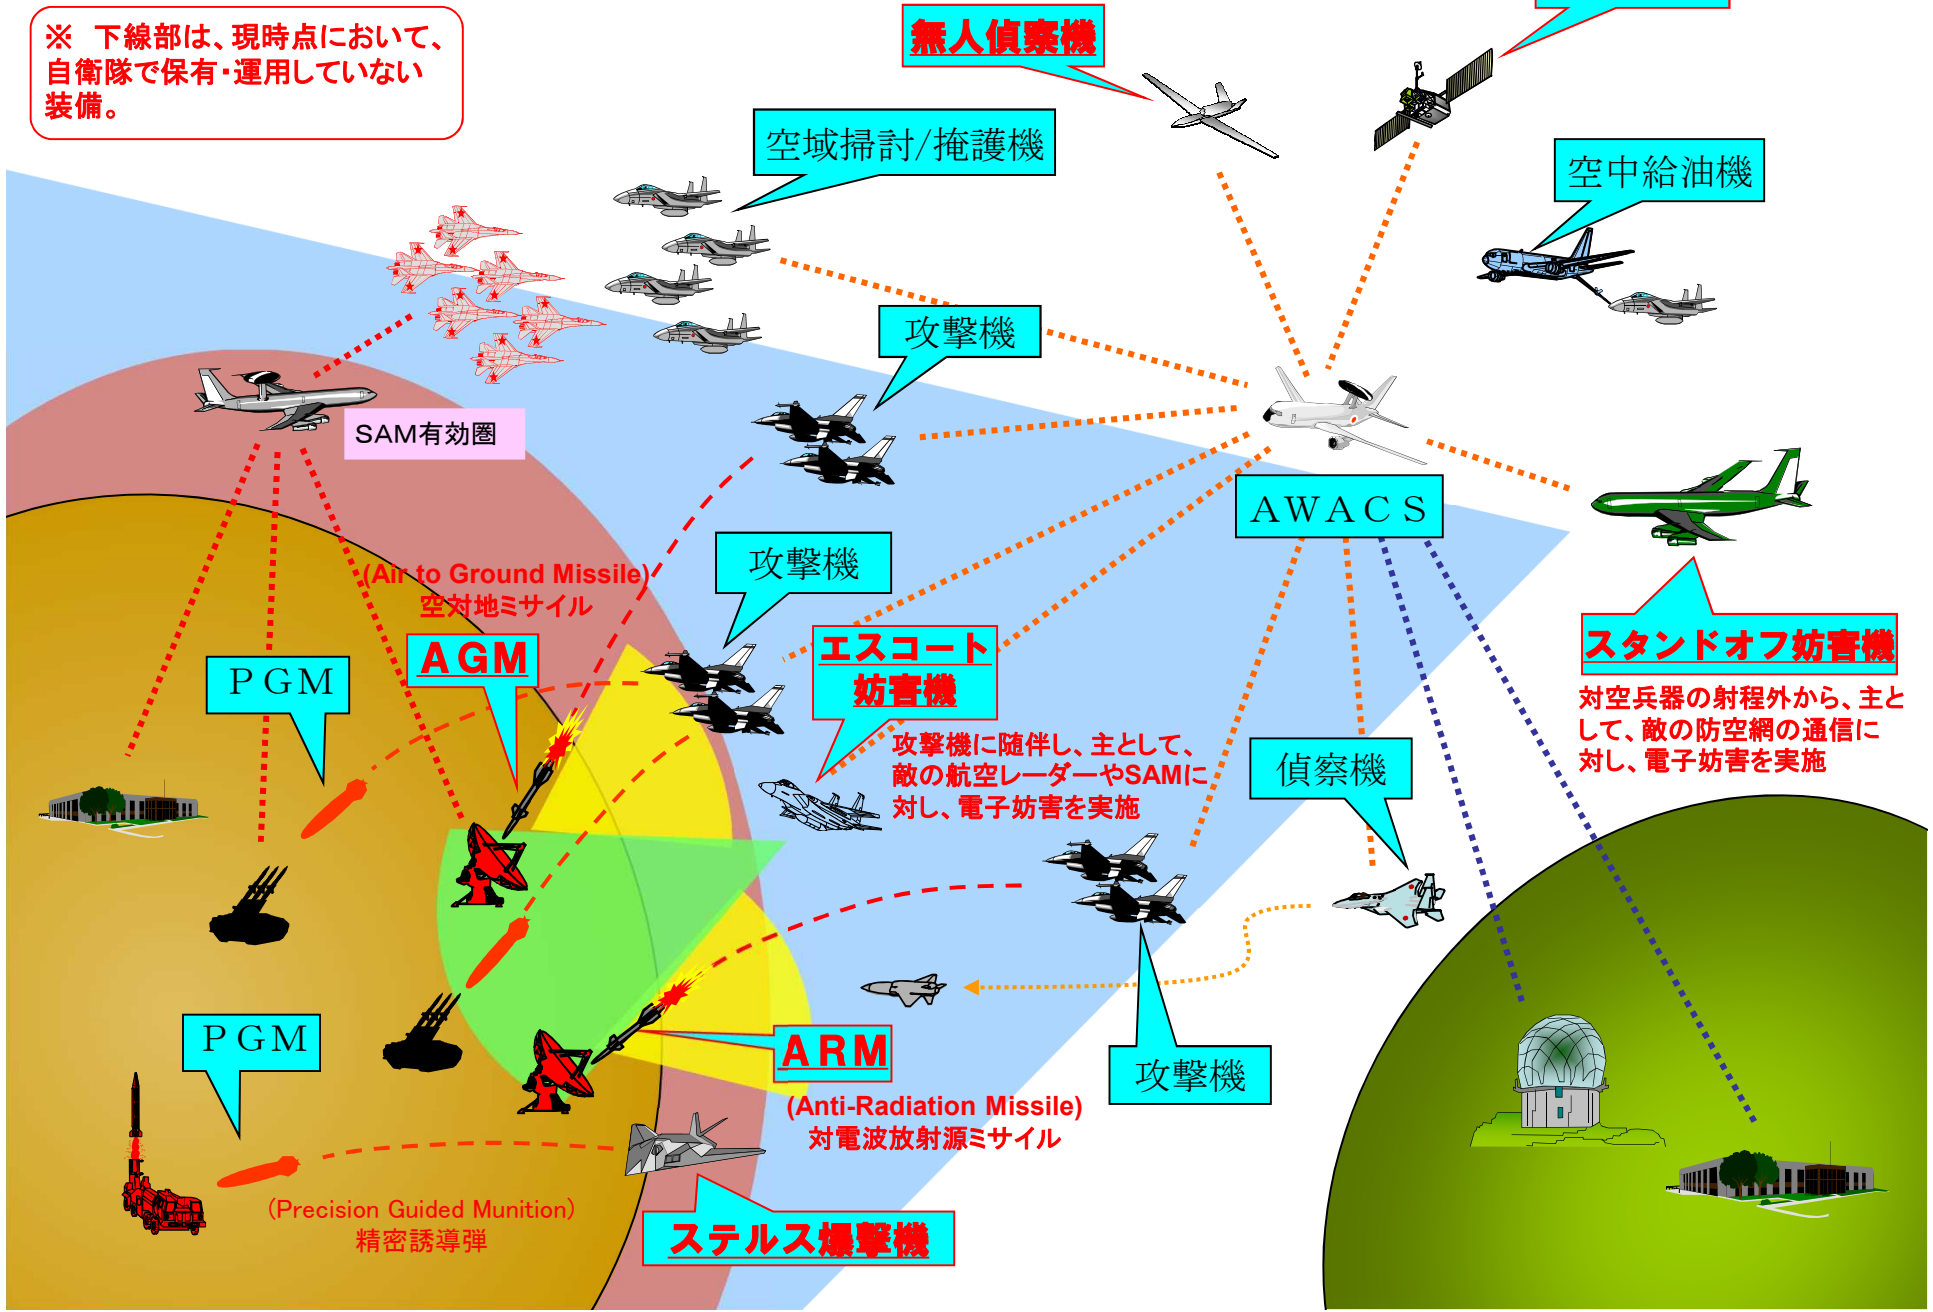 ※ 下線部は、現時点において、
自衛隊で保有・運用していない
装備。
無人偵察機
空域掃討/掩護機
空中給油機
攻撃機
SAM有効圏
AWACS
攻撃機
(Air to Ground Missile)
空対地ミサイル
AGM
PGM
エスコート
妨害機
攻撃機に随伴し、主として、
敵の航空レーダーやSAMに
対し、電子妨害を実施
スタンドオフ妨害機
対空兵器の射程外から、主と
して、敵の防空網の通信に
対し、電子妨害を実施
偵察機
PGM
ARM
(Anti-Radiation Missile)
対電波放射源ミサイル
攻撃機
(Precision Guided Munition)
精密誘導弾
ステルス爆撃機